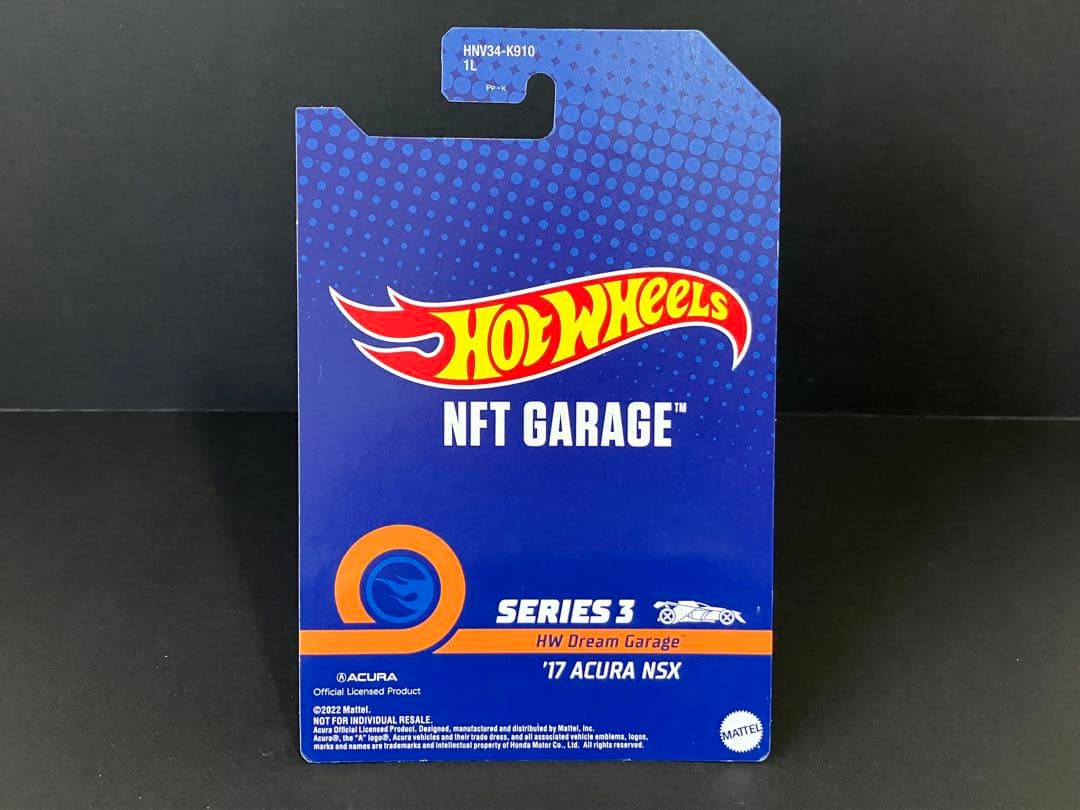 HNV34-K910
1L
PP-K
HOT WHEELS
NFT GARAGE™
SERIES 3
HW Dream Garage™
'17 ACURA NSX
ACURA
Official Licensed Product
©2022 Mattel.
NOT FOR INDIVIDUAL RESALE.
Acura Official Licensed Product. Designed, manufactured and distributed by Mattel, Inc.
Acura®, the "A" logo®, Acura vehicles and their trade dress, and all associated vehicle emblems, logos,
marks and names are trademarks and intellectual property of Honda Motor Co., Ltd. All rights reserved.
MATTEL